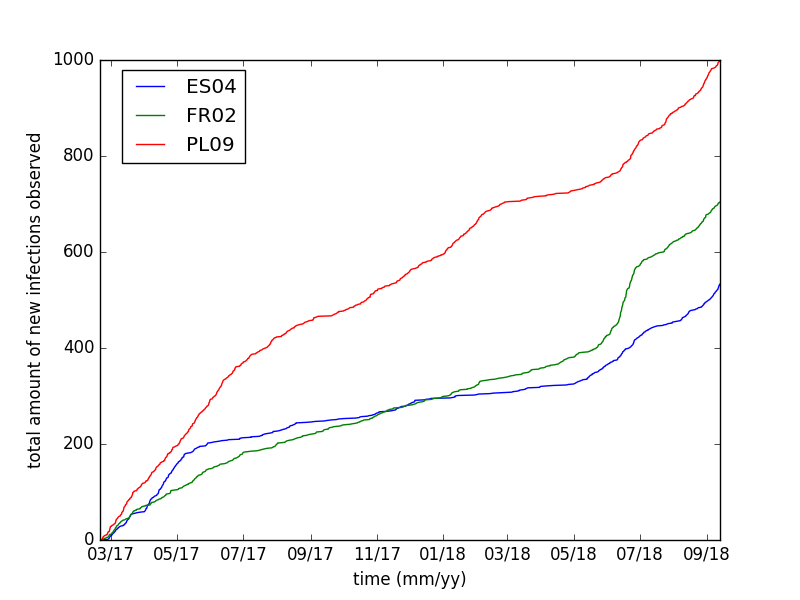 1000
800
600
400
200
0
ES04
FR02
PL09
total amount of new infections observed
03/17 05/17 07/17 09/17 11/17 01/18 03/18 05/18 07/18 09/18
time (mm/yy)